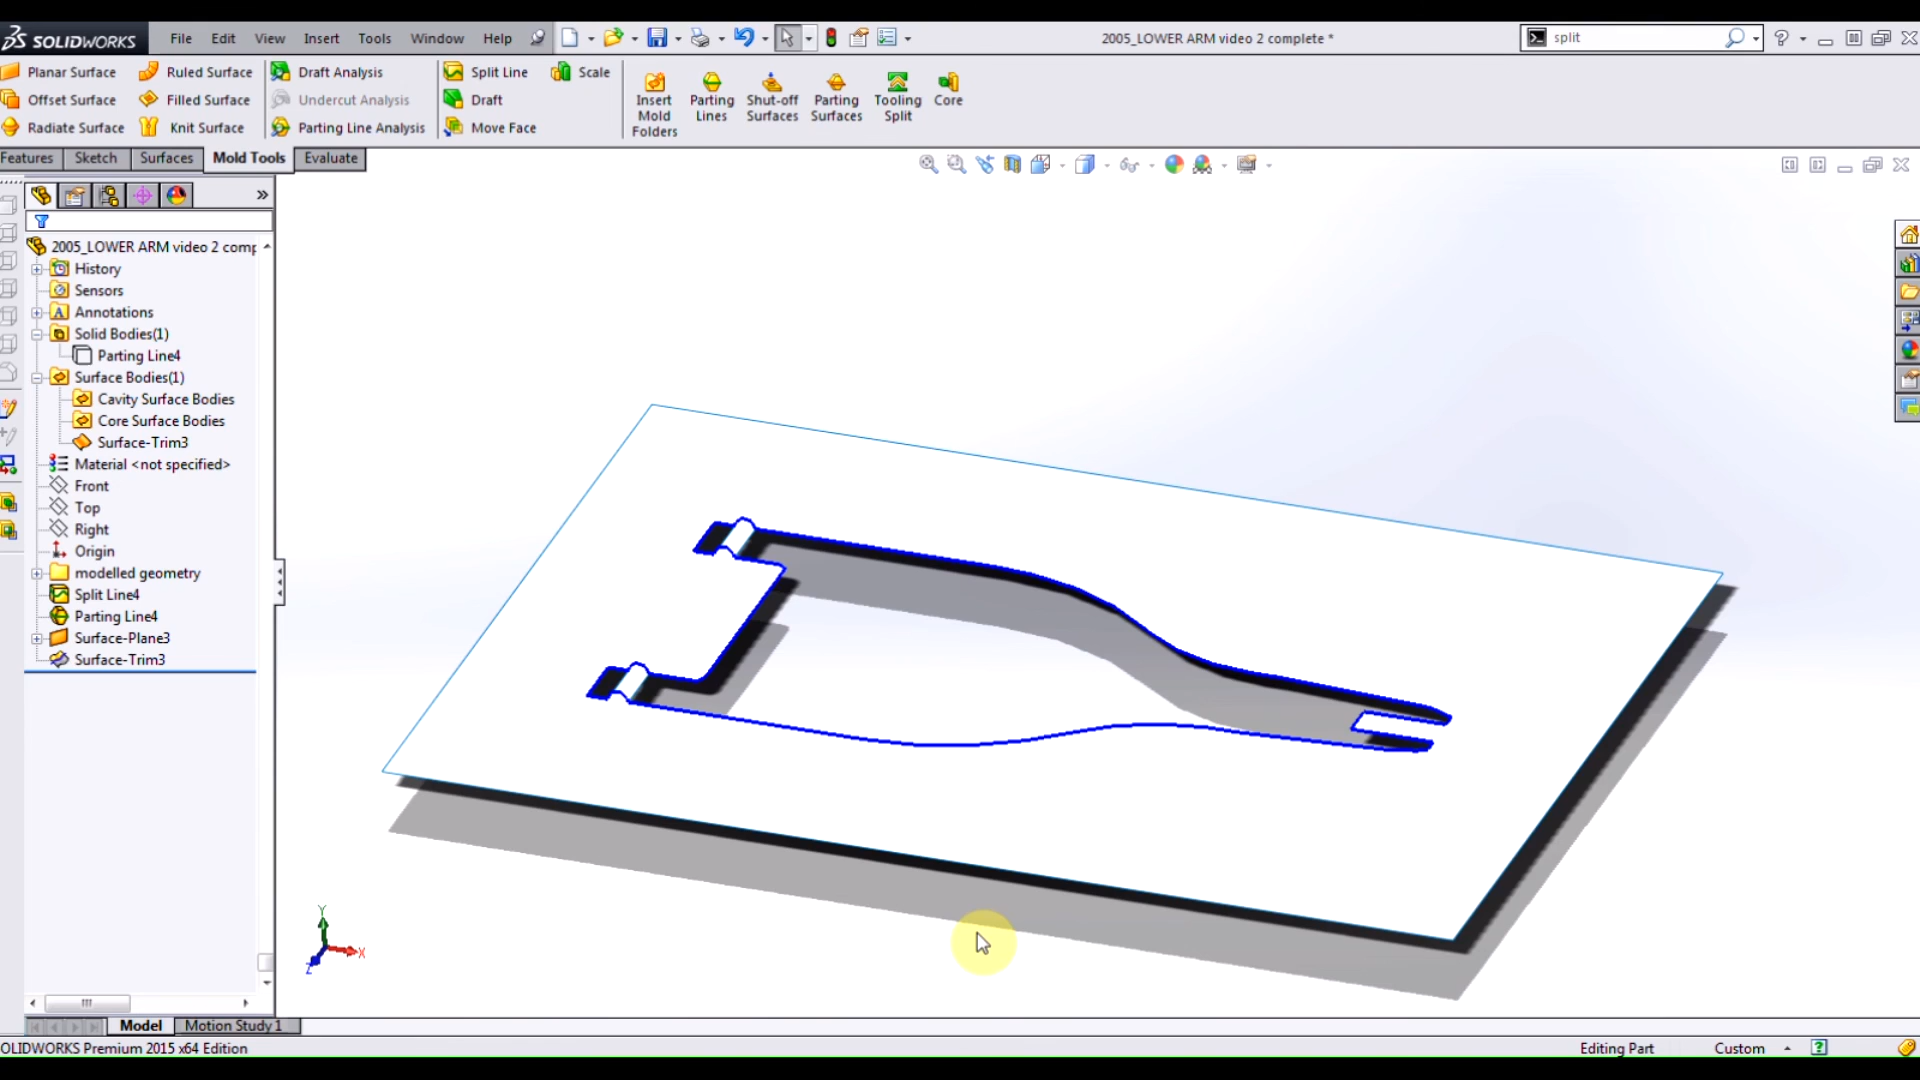 SOLIDWORKS File Edit View Insert Tools Window Help 2005_LOWER ARM video 2 complete * split
Planar Surface Ruled Surface Draft Analysis Split Line Scale
Offset Surface Filled Surface Undercut Analysis Draft
Radiate Surface Knit Surface Parting Line Analysis Move Face
Insert Mold Folders
Parting Lines
Shut-off Surfaces
Parting Surfaces
Tooling Split
Core
Features Sketch Surfaces Mold Tools Evaluate
2005_LOWER ARM video 2 comp
History
Sensors
Annotations
Solid Bodies(1)
Parting Line4
Surface Bodies(1)
Cavity Surface Bodies
Core Surface Bodies
Surface-Trim3
Material <not specified>
Front
Top
Right
Origin
modelled geometry
Split Line4
Parting Line4
Surface-Plane3
Surface-Trim3
Y
X
Z
Model Motion Study 1
OLIDWORKS Premium 2015 x64 Edition Editing Part Custom